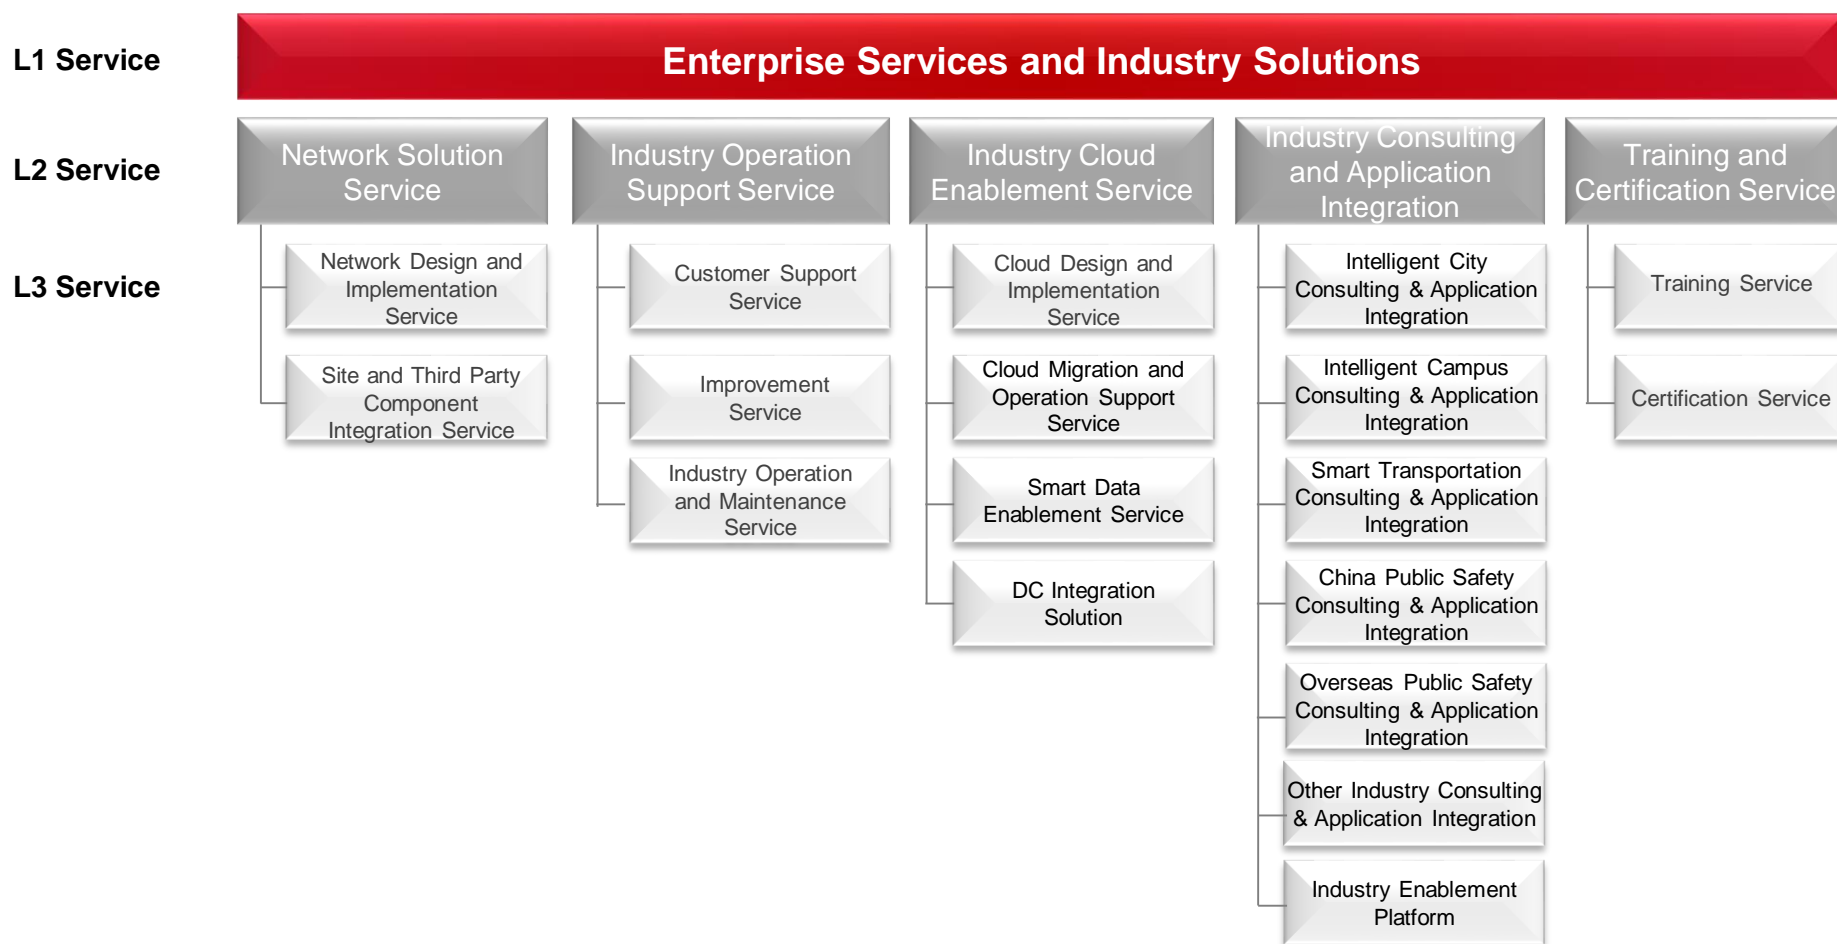 L1 Service
Enterprise Services and Industry Solutions
L2 Service
Network Solution
Service
Industry Operation
Support Service
Industry Cloud
Enablement Service
Industry Consulting
and Application
Integration
Training and
Certification Service
L3 Service
Network Design and
Implementation
Service
Site and Third Party
Component
Integration Service
Customer Support
Service
Improvement
Service
Industry Operation
and Maintenance
Service
Cloud Design and
Implementation
Service
Cloud Migration and
Operation Support
Service
Smart Data
Enablement Service
DC Integration
Solution
Intelligent City
Consulting & Application
Integration
Intelligent Campus
Consulting & Application
Integration
Smart Transportation
Consulting & Application
Integration
China Public Safety
Consulting & Application
Integration
Overseas Public Safety
Consulting & Application
Integration
Other Industry Consulting
& Application Integration
Industry Enablement
Platform
Training Service
Certification Service